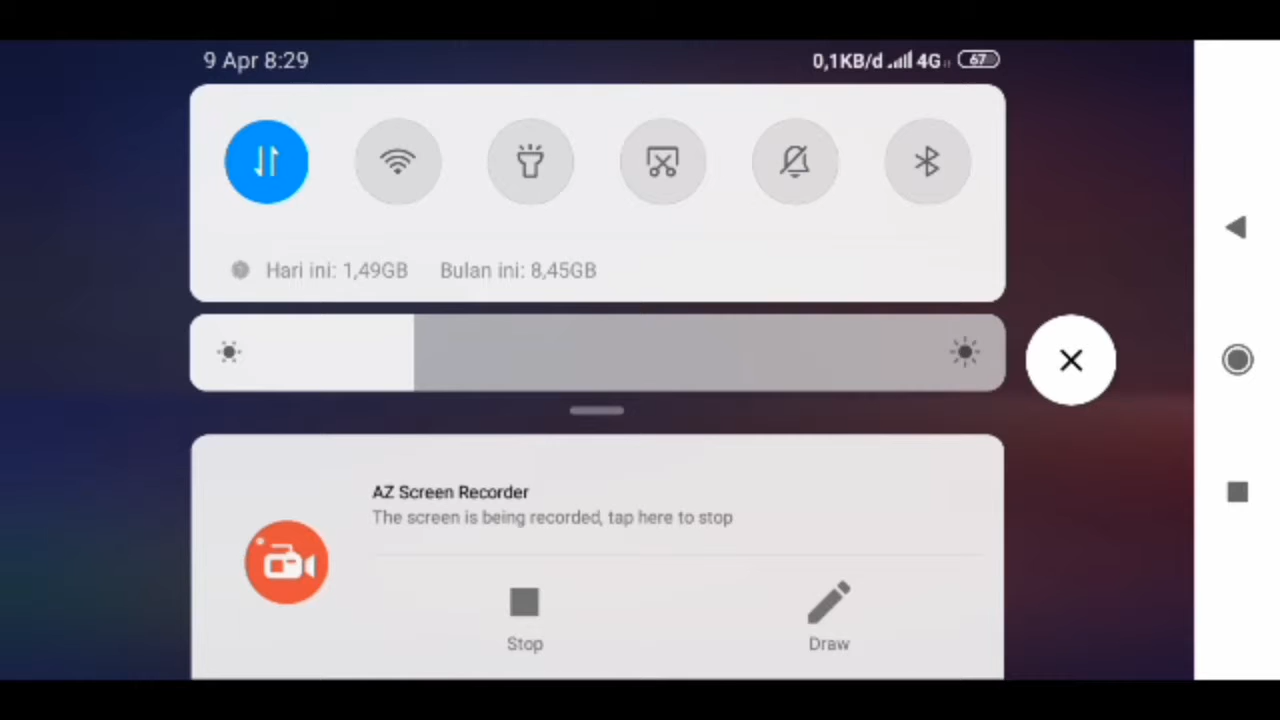 9 Apr 8:29
0,1KB/d 4G 67
Hari ini: 1,49GB Bulan ini: 8,45GB
AZ Screen Recorder
The screen is being recorded, tap here to stop
Stop Draw